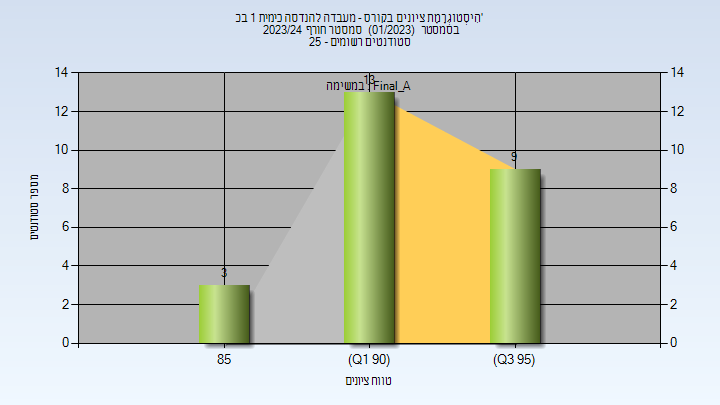 היסטוגרמת ציונים בקורס - מעבדה להנדסה כימית 1 בכ'
בסמסטר (01/2023) סמסטר חורף 2023/24
סטודנטים רשומים - 25
במשימה : Final_A
14 14
12 12
10 10
8 8
6 6
4 4
2 2
0 0
13
9
3
85 (Q1 90) (Q3 95)
מספר סטודנטים
טווח ציונים